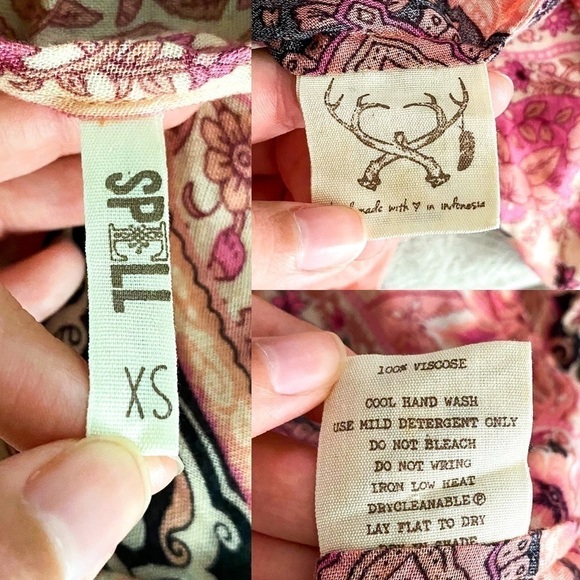 SPELL
XS
made with ♡ in indonesia
100% VISCOSE
COOL HAND WASH
USE MILD DETERGENT ONLY
DO NOT BLEACH
DO NOT WRING
IRON LOW HEAT
DRYCLEANABLE Ⓟ
LAY FLAT TO DRY
SHADE